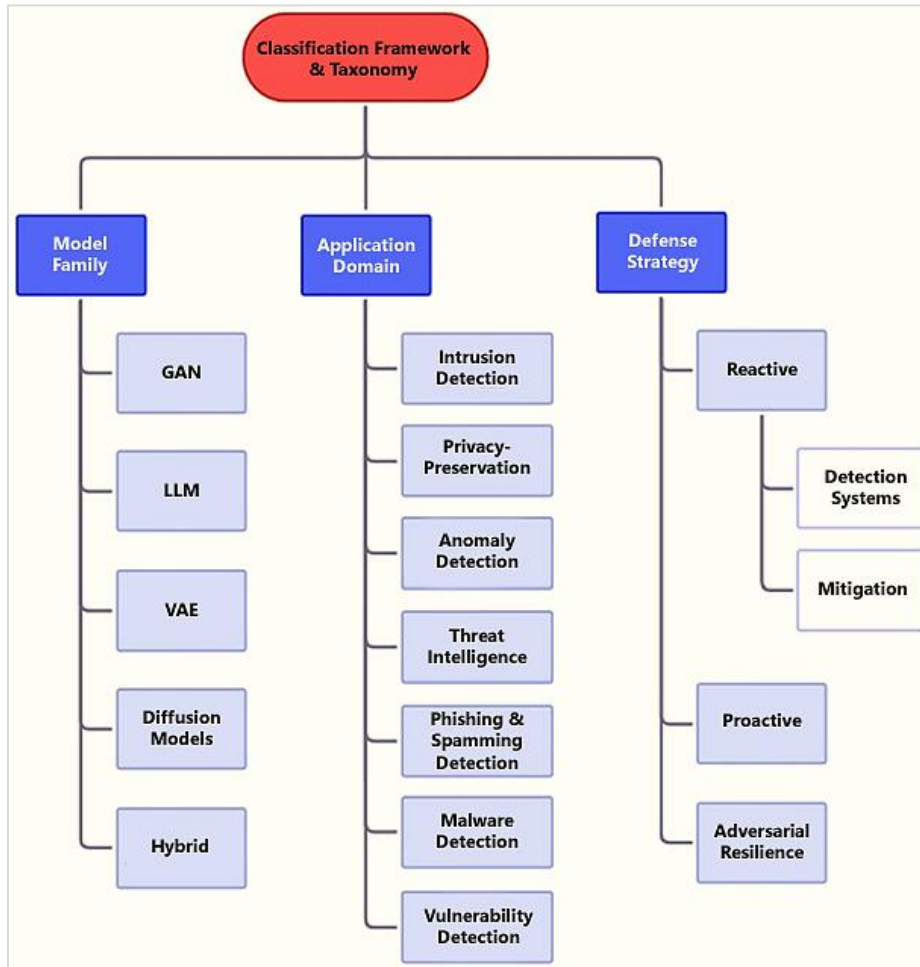 Classification Framework
& Taxonomy
Model
Family
GAN
LLM
VAE
Diffusion
Models
Hybrid
Application
Domain
Intrusion
Detection
Privacy-
Preservation
Anomaly
Detection
Threat
Intelligence
Phishing &
Spamming
Detection
Malware
Detection
Vulnerability
Detection
Defense
Strategy
Reactive
Detection
Systems
Mitigation
Proactive
Adversarial
Resilience